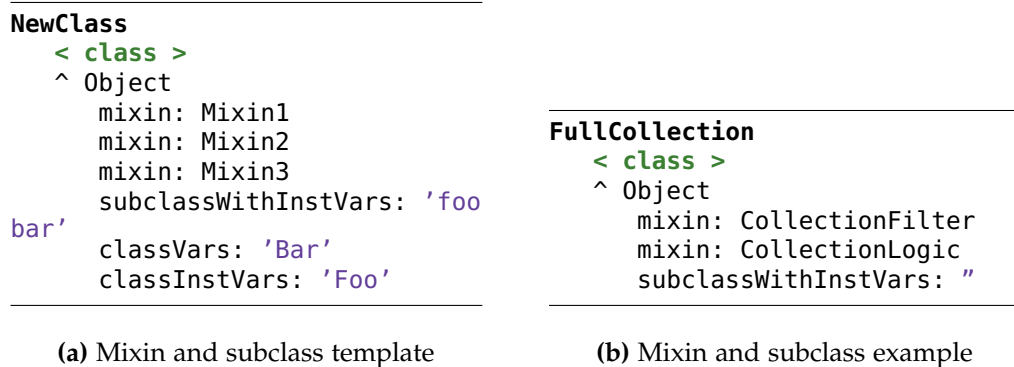 NewClass
< class >
^ Object
mixin: Mixin1
mixin: Mixin2
mixin: Mixin3
subclassWithInstVars: ’foo
bar’
classVars: ’Bar’
classInstVars: ’Foo’
(a) Mixin and subclass template
FullCollection
< class >
^ Object
mixin: CollectionFilter
mixin: CollectionLogic
subclassWithInstVars: ”
(b) Mixin and subclass example